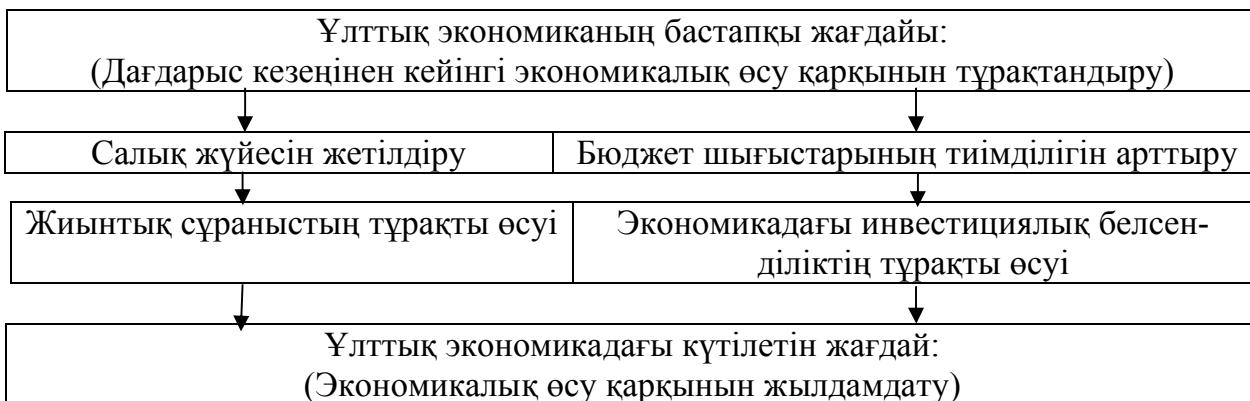 Ұлттық экономиканың бастапқы жағдайы:
(Дағдарыс кезеңінен кейінгі экономикалық өсу қарқынын тұрақтандыру)
Салық жүйесін жетілдіру
Бюджет шығыстарының тиімділігін арттыру
Жиынтық сұраныстың тұрақты өсуі
Экономикадағы инвестициялық белсен-
діліктің тұрақты өсуі
Ұлттық экономикадағы күтілетін жағдай:
(Экономикалық өсу қарқынын жылдамдату)